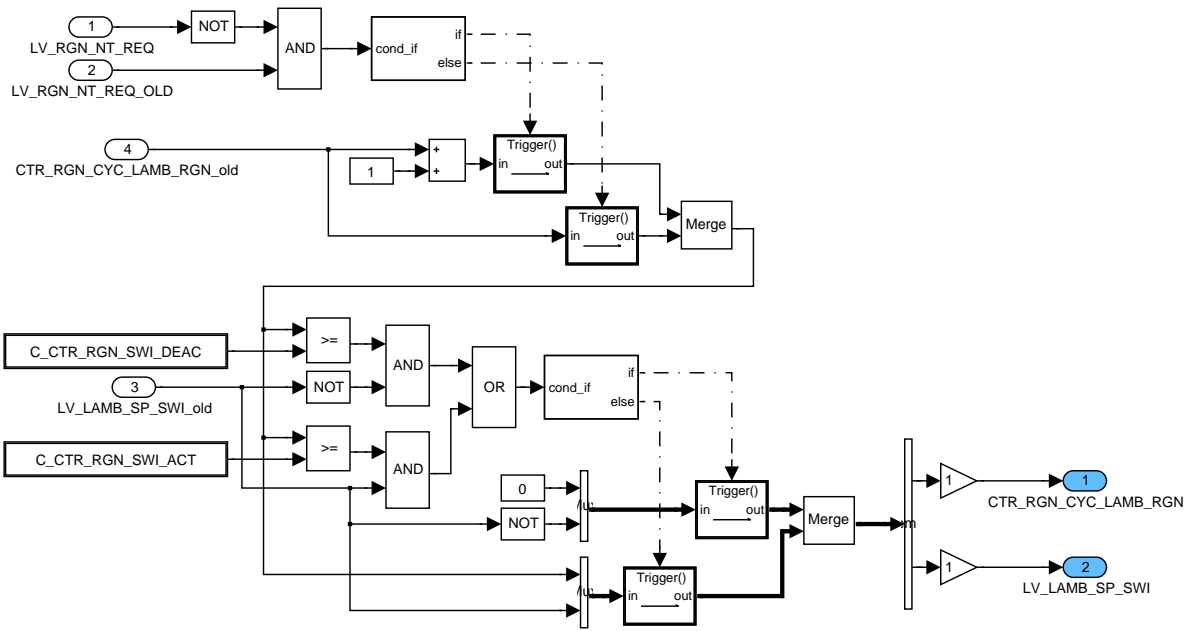 1
NOT
LV_RGN_NT_REQ
2
LV_RGN_NT_REQ_OLD
AND
cond_if
if
else
4
CTR_RGN_CYC_LAMB_RGN_old
1
+
+
Trigger()
in
out
Trigger()
in
out
Merge
C_CTR_RGN_SWI_DEAC
>=
AND
3
NOT
LV_LAMB_SP_SWI_old
OR
cond_if
if
else
C_CTR_RGN_SWI_ACT
>=
AND
0
NOT
Trigger()
in
out
Merge
Trigger()
in
out
1
1
CTR_RGN_CYC_LAMB_RGN
1
2
LV_LAMB_SP_SWI